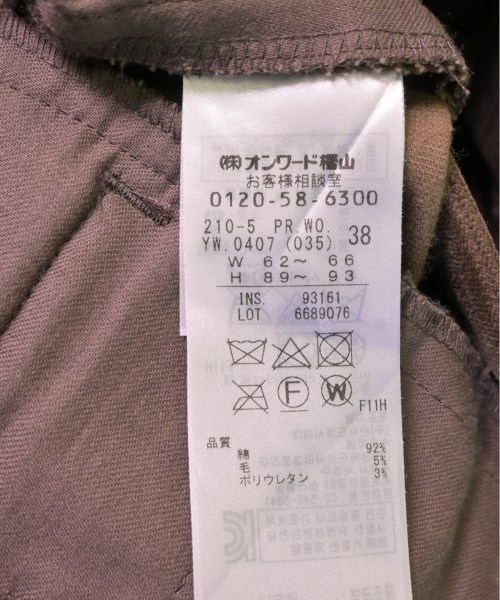 (株)オンワード樫山
お客様相談室
0120-58-6300
210-5 PR.WO.
YW.0407 (035) 38
W 62～ 66
H 89～ 93
INS. 93161
LOT 6689076
F W F11H
品質
綿 92%
毛 5%
ポリウレタン 3%